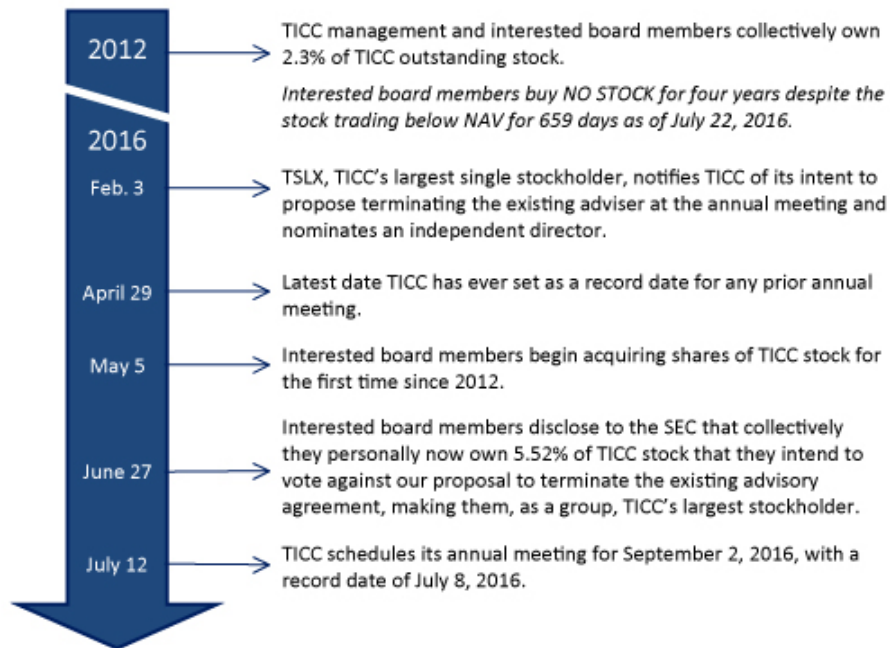 2012
TICC management and interested board members collectively own
2.3% of TICC outstanding stock.
Interested board members buy NO STOCK for four years despite the
stock trading below NAV for 659 days as of July 22, 2016.
2016
Feb. 3
TSLX, TICC’s largest single stockholder, notifies TICC of its intent to
propose terminating the existing adviser at the annual meeting and
nominates an independent director.
April 29
Latest date TICC has ever set as a record date for any prior annual
meeting.
May 5
Interested board members begin acquiring shares of TICC stock for
the first time since 2012.
June 27
Interested board members disclose to the SEC that collectively
they personally now own 5.52% of TICC stock that they intend to
vote against our proposal to terminate the existing advisory
agreement, making them, as a group, TICC’s largest stockholder.
July 12
TICC schedules its annual meeting for September 2, 2016, with a
record date of July 8, 2016.